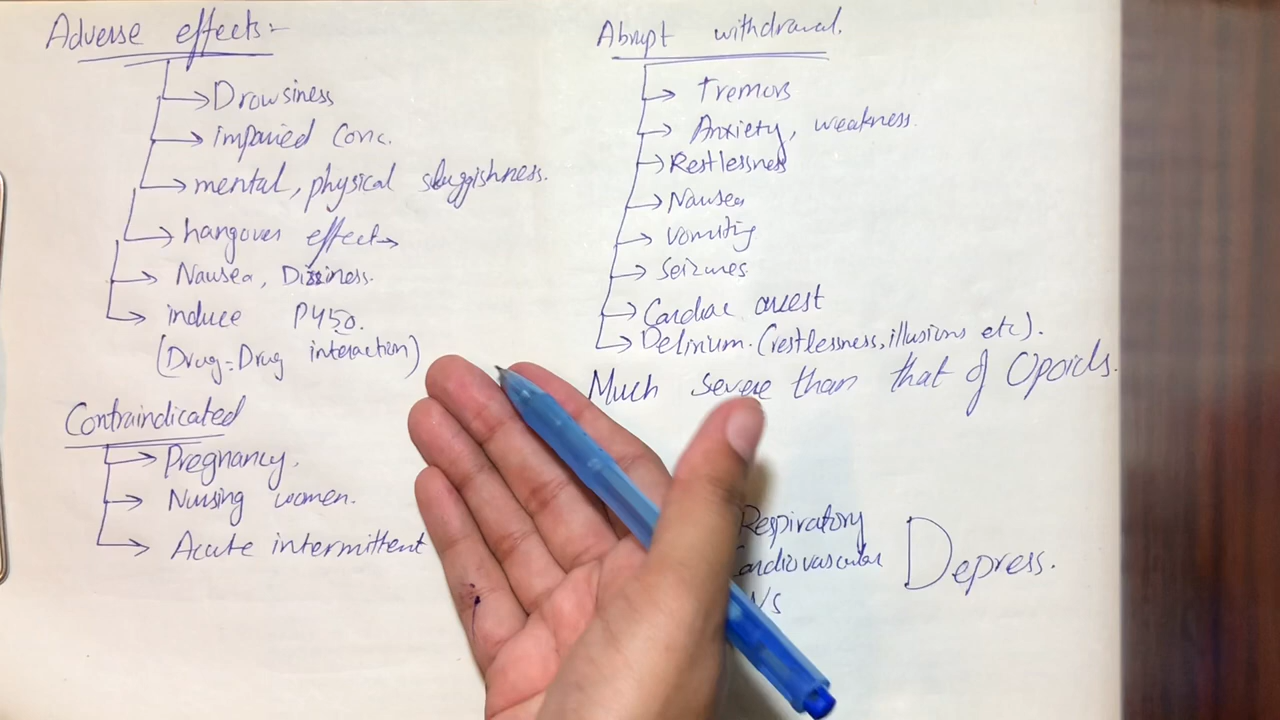 Adverse effects:-
Drowsiness
imparied Conc.
mental, physical sluggishness.
hangover effect
Nausea, Dizziness.
induce P450.
(Drug-Drug interaction)
Contraindicated
Pregnancy.
Nursing women.
Acute intermittent
Abrupt withdrawal.
Tremors
Anxiety, weakness.
Restlessness
Nausea
vomiting
Seizures
Cardiac arrest
Delirium. (restlessness, illusions etc).
Much severe than that of Opoids.
Respiratory
Cardiovascular
Depress.